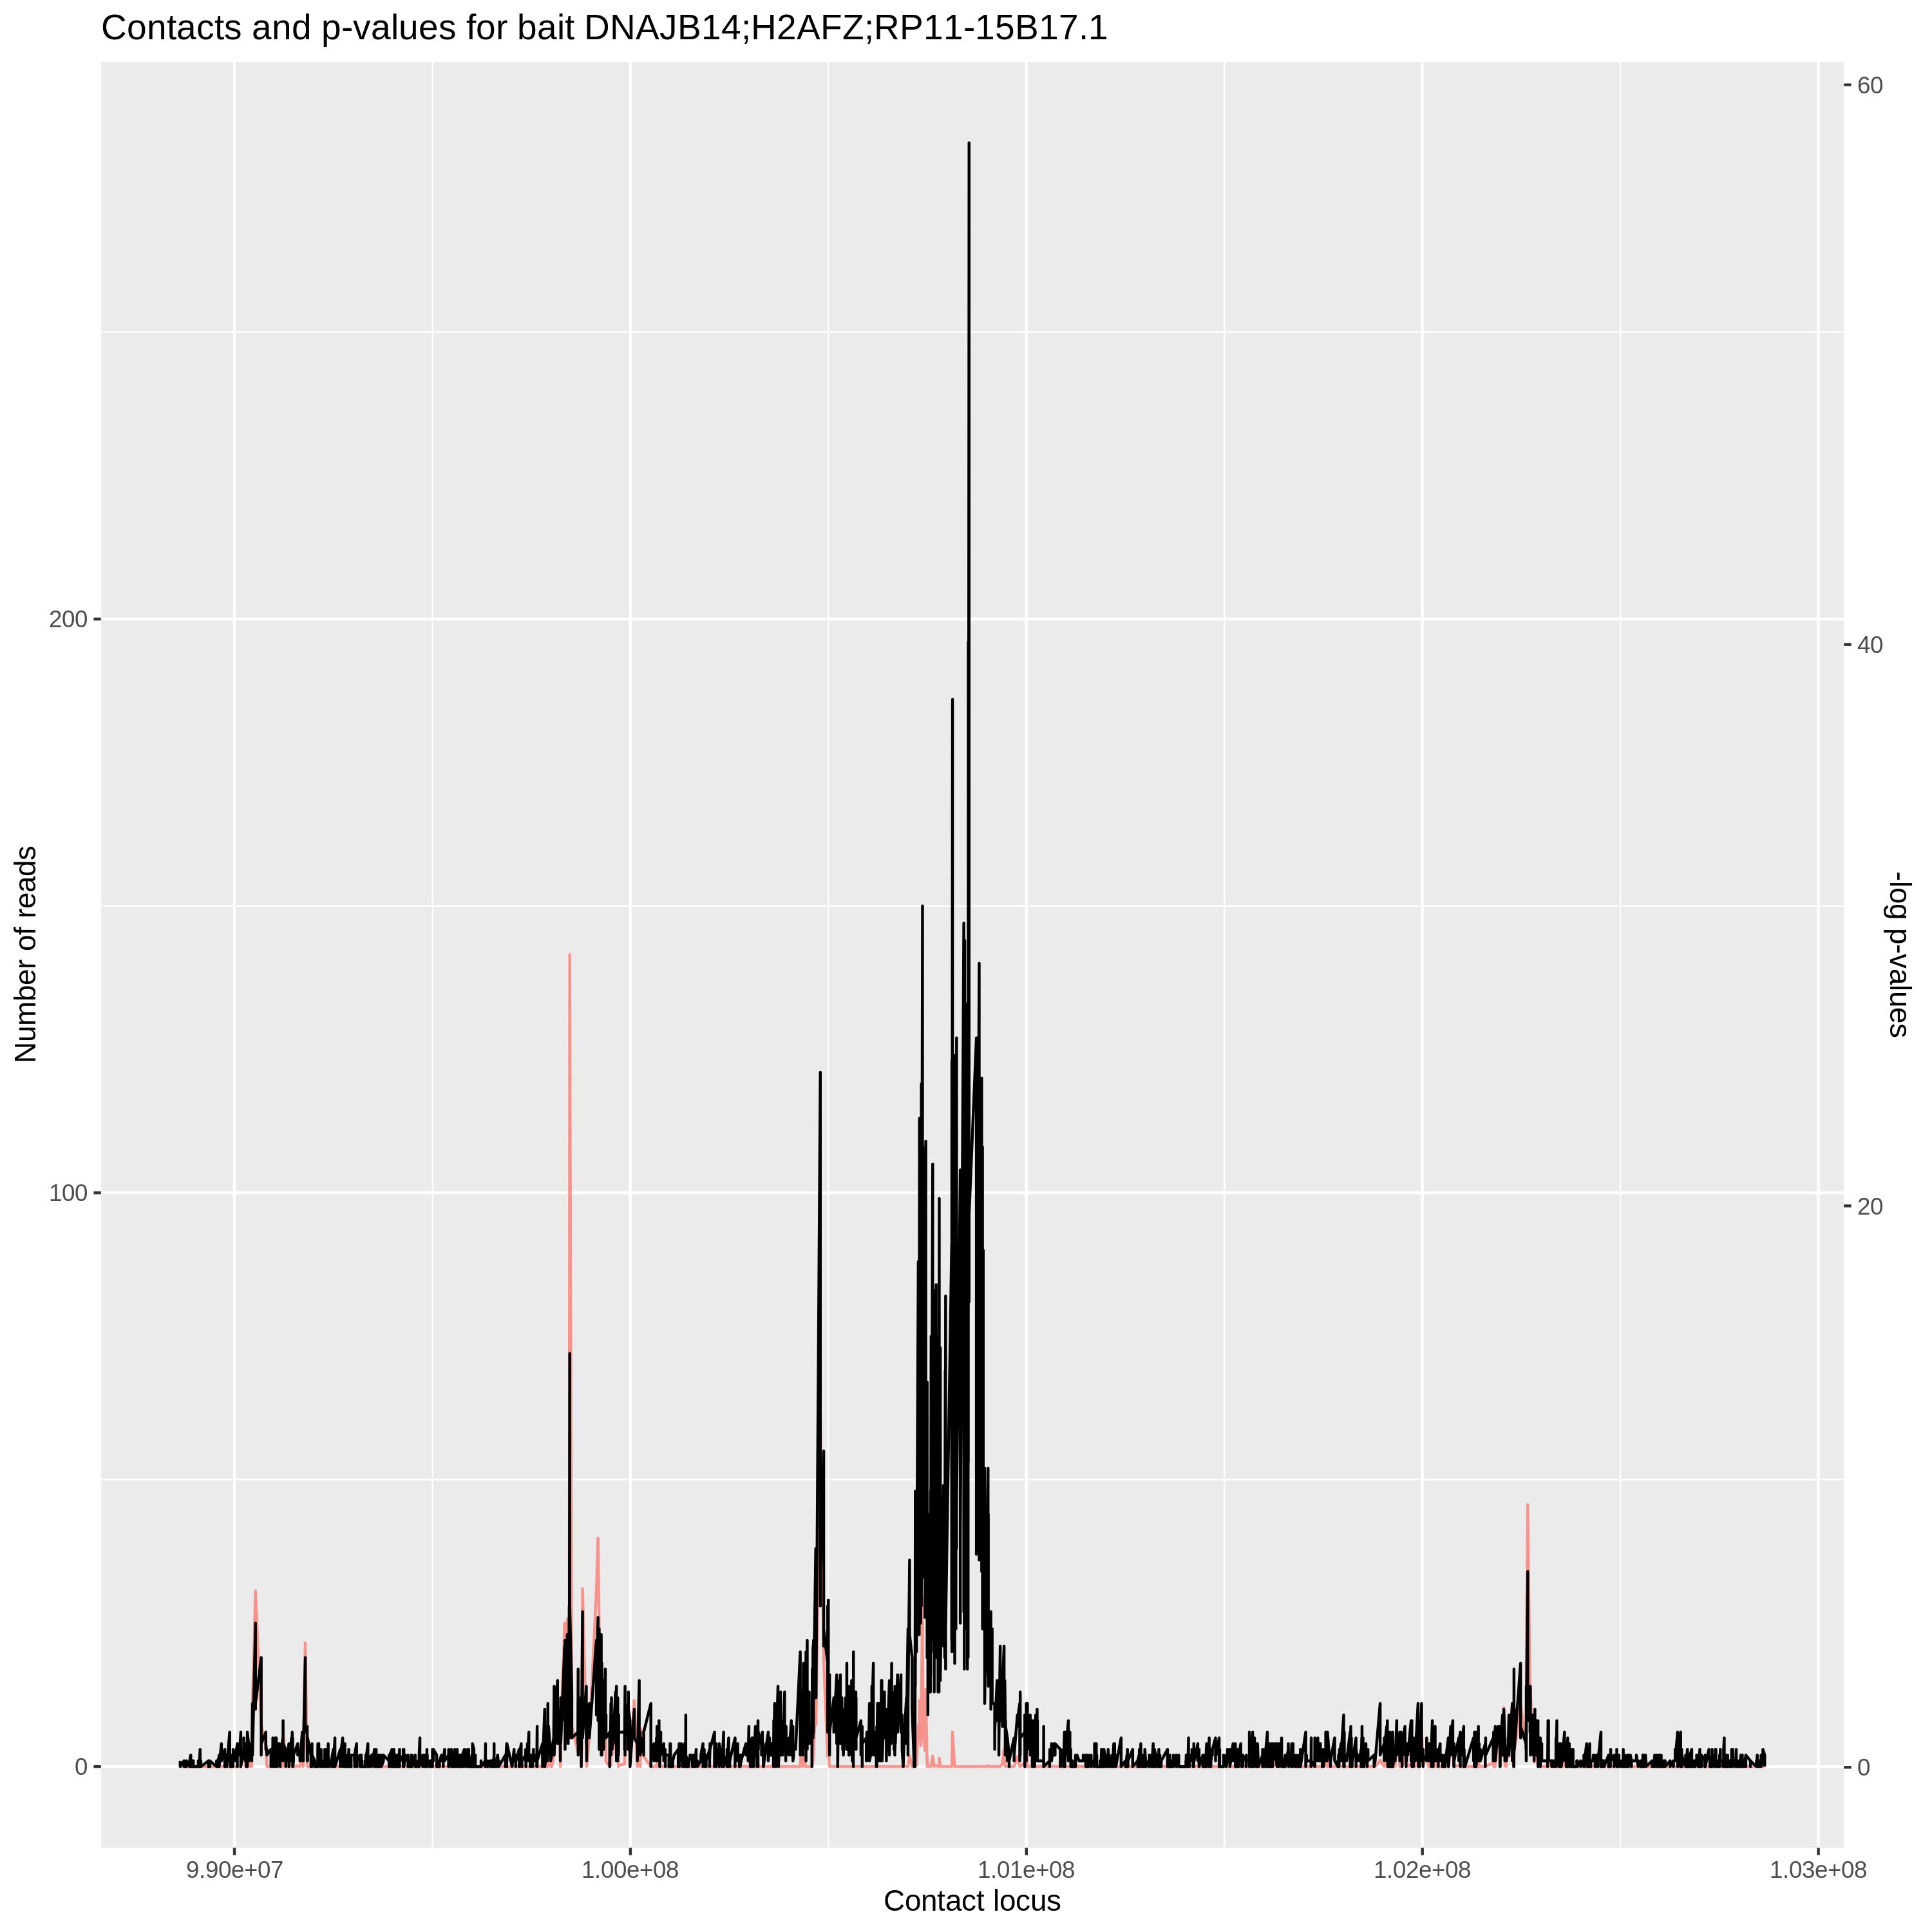 Contacts and p-values for bait DNAJB14;H2AFZ;RP11-15B17.1
60
200
40
Number of reads
-log p-values
100
20
0
0
9.90e+07
1.00e+08
1.01e+08
1.02e+08
1.03e+08
Contact locus